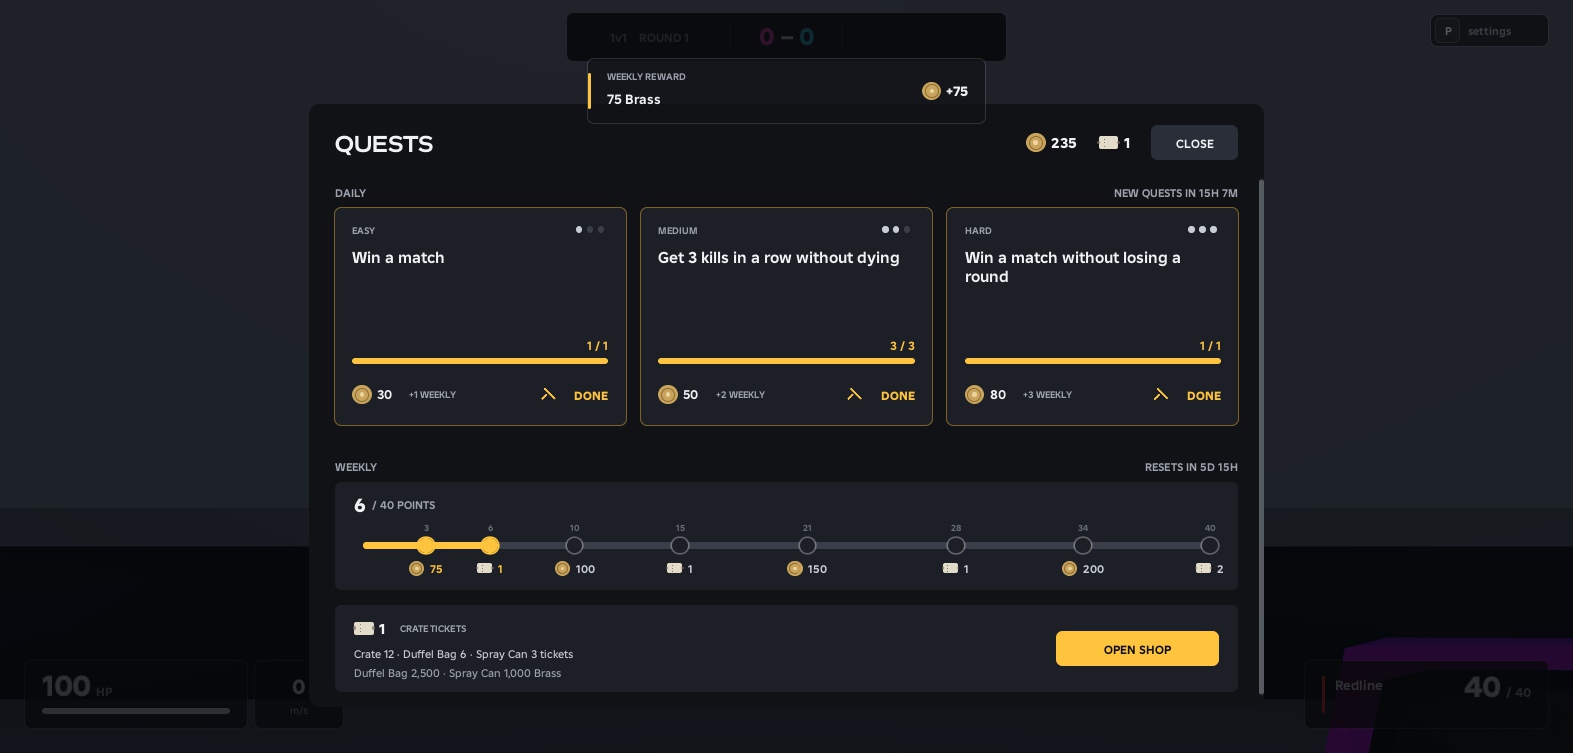 1v1 ROUND 1 0 – 0
P settings
WEEKLY REWARD
75 Brass
+75
QUESTS
235 1 CLOSE
DAILY NEW QUESTS IN 15H 7M
EASY
Win a match
1 / 1
30 +1 WEEKLY DONE
MEDIUM
Get 3 kills in a row without dying
3 / 3
50 +2 WEEKLY DONE
HARD
Win a match without losing a
round
1 / 1
80 +3 WEEKLY DONE
WEEKLY RESETS IN 5D 15H
6 / 40 POINTS
3 6 10 15 21 28 34 40
75 1 100 1 150 1 200 2
1 CRATE TICKETS
Crate 12 · Duffel Bag 6 · Spray Can 3 tickets
Duffel Bag 2,500 · Spray Can 1,000 Brass
OPEN SHOP
100 HP
0
m/s
Redline 40 / 40